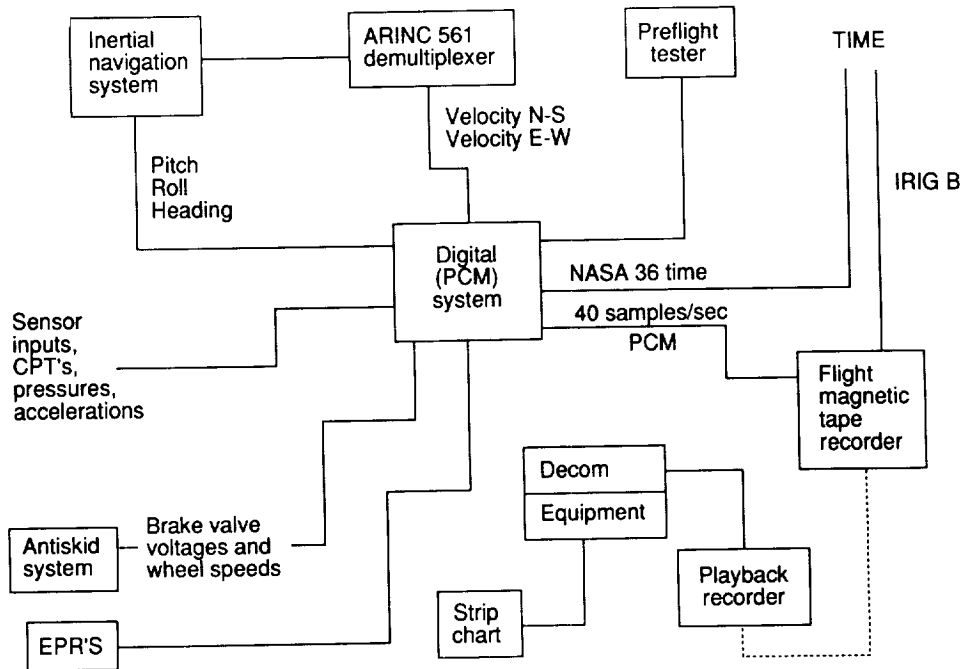 Inertial
navigation
system
ARINC 561
demultiplexer
Preflight
tester
TIME
Velocity N-S
Velocity E-W
IRIG B
Pitch
Roll
Heading
Digital
(PCM)
system
NASA 36 time
40 samples/sec
PCM
Sensor
inputs,
CPT's,
pressures,
accelerations
Flight
magnetic
tape
recorder
Decom
Equipment
Antiskid
system
Brake valve
voltages and
wheel speeds
Playback
recorder
Strip
chart
EPR'S